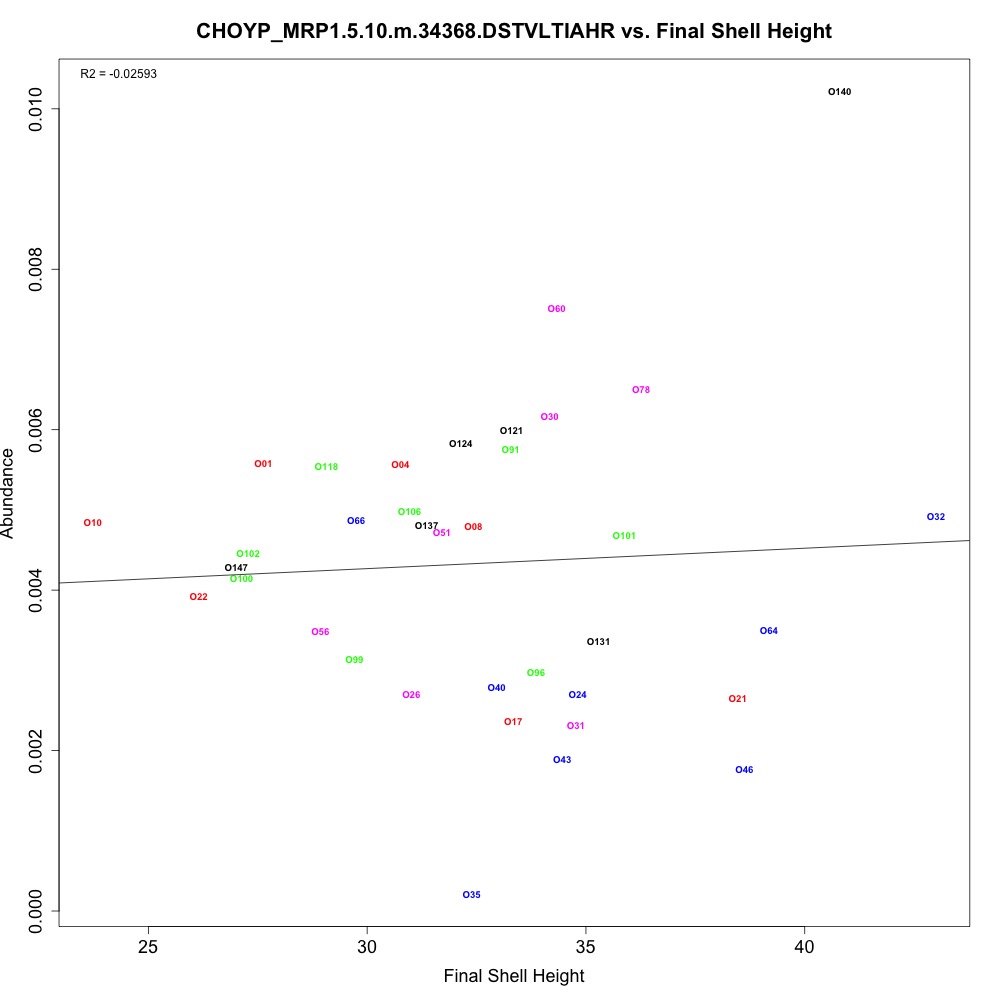 CHOYP_MRP1.5.10.m.34368.DSTVLTIAHR vs. Final Shell Height
R2 = -0.02593
O140
O60
O78
O30
O121
O124
O91
O01
O118
O04
O106
O32
O10
O66
O137
O08
O51
O101
O102
O147
O100
O22
O56
O64
O131
O99
O96
O40
O26
O24
O21
O17
O31
O43
O46
O35
0.010
0.008
0.006
0.004
0.002
0.000
Abundance
25 30 35 40
Final Shell Height